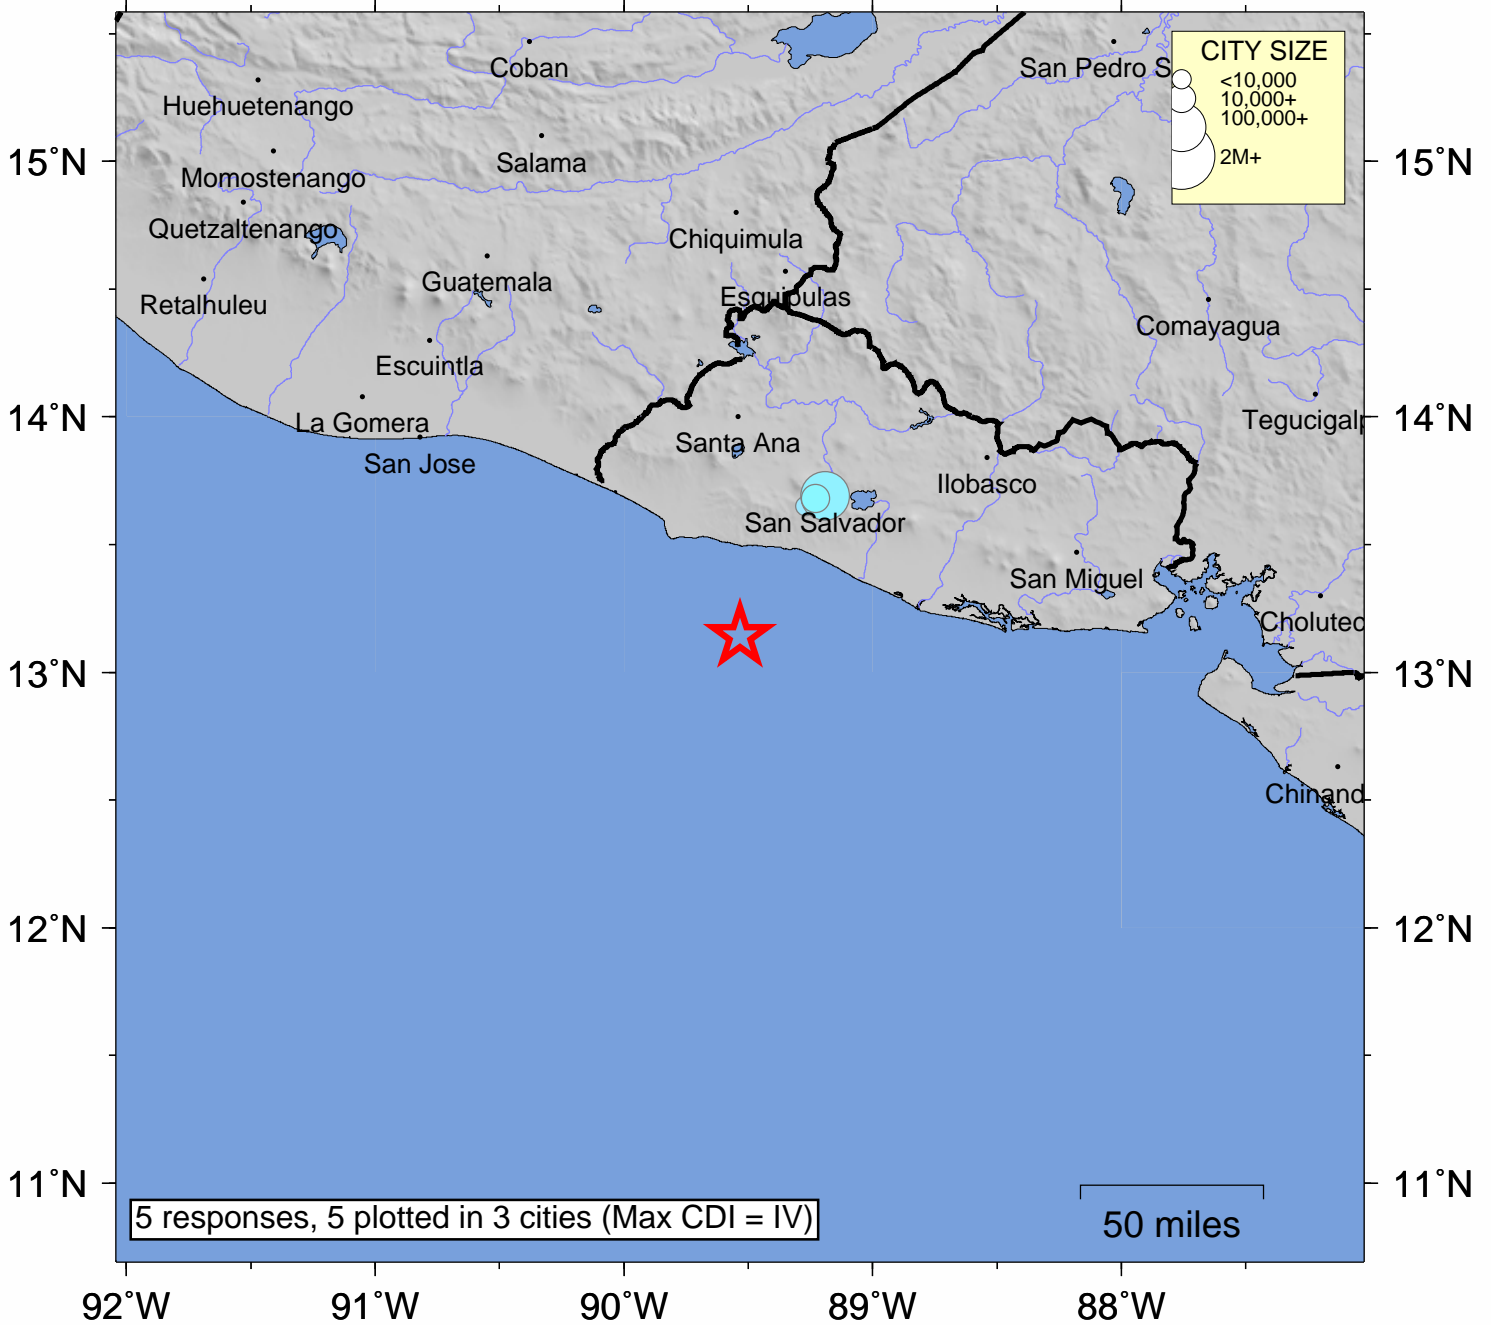 CITY SIZE
<10,000
10,000+
100,000+
2M+
Coban
San Pedro S
Huehuetenango
Salama
15˚N
15˚N
Momostenango
Quetzaltenango
Chiquimula
Guatemala
Esquipulas
Retalhuleu
Comayagua
Escuintla
14˚N
La Gomera
Santa Ana
Tegucigalp
14˚N
San Jose
Ilobasco
San Salvador
San Miguel
Cholutec
13˚N
13˚N
Chinand
12˚N
12˚N
11˚N
11˚N
5 responses, 5 plotted in 3 cities (Max CDI = IV)
50 miles
92˚W
91˚W
90˚W
89˚W
88˚W